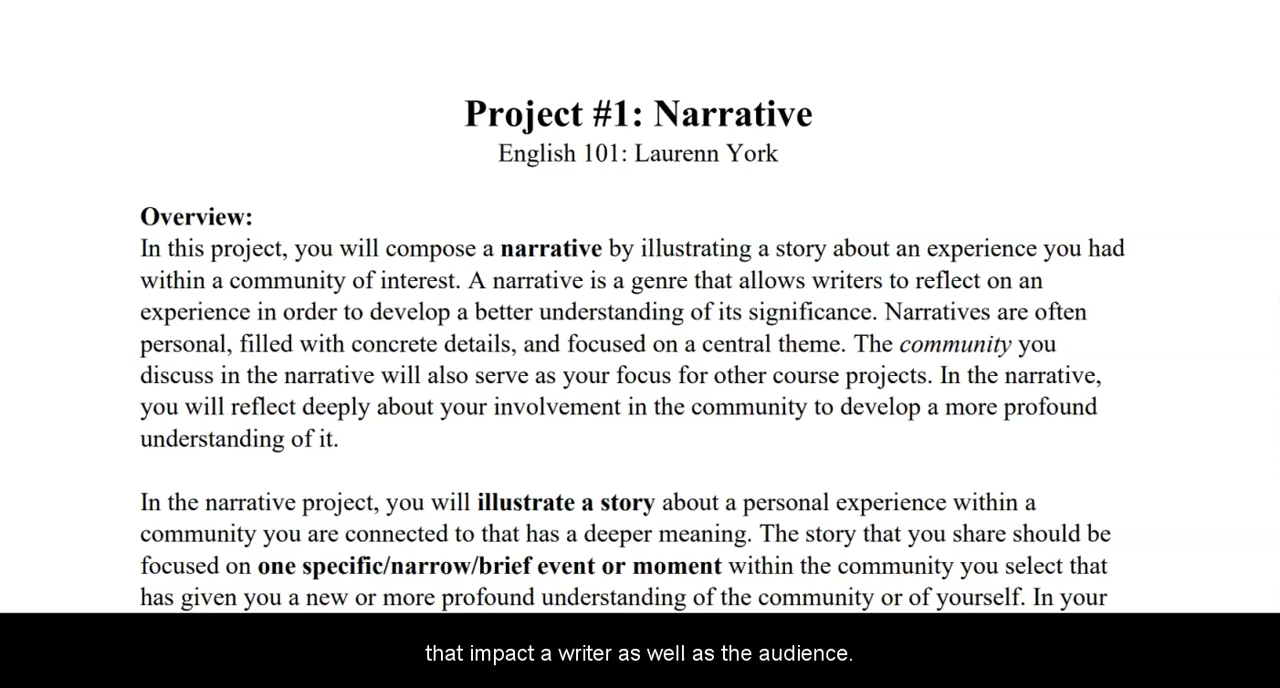 Project #1: Narrative
English 101: Laurenn York
Overview:
In this project, you will compose a narrative by illustrating a story about an experience you had
within a community of interest. A narrative is a genre that allows writers to reflect on an
experience in order to develop a better understanding of its significance. Narratives are often
personal, filled with concrete details, and focused on a central theme. The community you
discuss in the narrative will also serve as your focus for other course projects. In the narrative,
you will reflect deeply about your involvement in the community to develop a more profound
understanding of it.
In the narrative project, you will illustrate a story about a personal experience within a
community you are connected to that has a deeper meaning. The story that you share should be
focused on one specific/narrow/brief event or moment within the community you select that
has given you a new or more profound understanding of the community or of yourself. In your
that impact a writer as well as the audience.